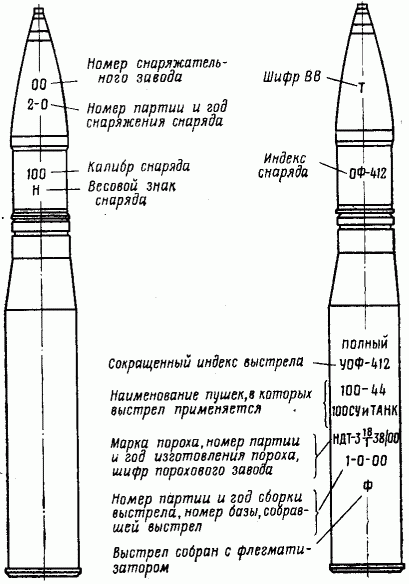 Номер снаряжатель-
ного завода
00
2-0
Номер партии и год
снаряжения снаряда
100
Н
Калибр снаряда
Весовой знак
снаряда
Шифр ВВ
Т
Индекс
снаряда
ОФ-412
ПОЛНЫЙ
Сокращенный индекс выстрела
УОФ-412
Наименование пушек, в которых
выстрел применяется
100-44
100СУиТАНК
Марка пороха, номер партии
и год изготовления пороха,
шифр порохового завода
НДТ-3 18/Т 38/00
1-0-00
Номер партии и год сборки
выстрела, номер базы, собрав-
шей выстрел
Ф
Выстрел собран с флегмати-
затором